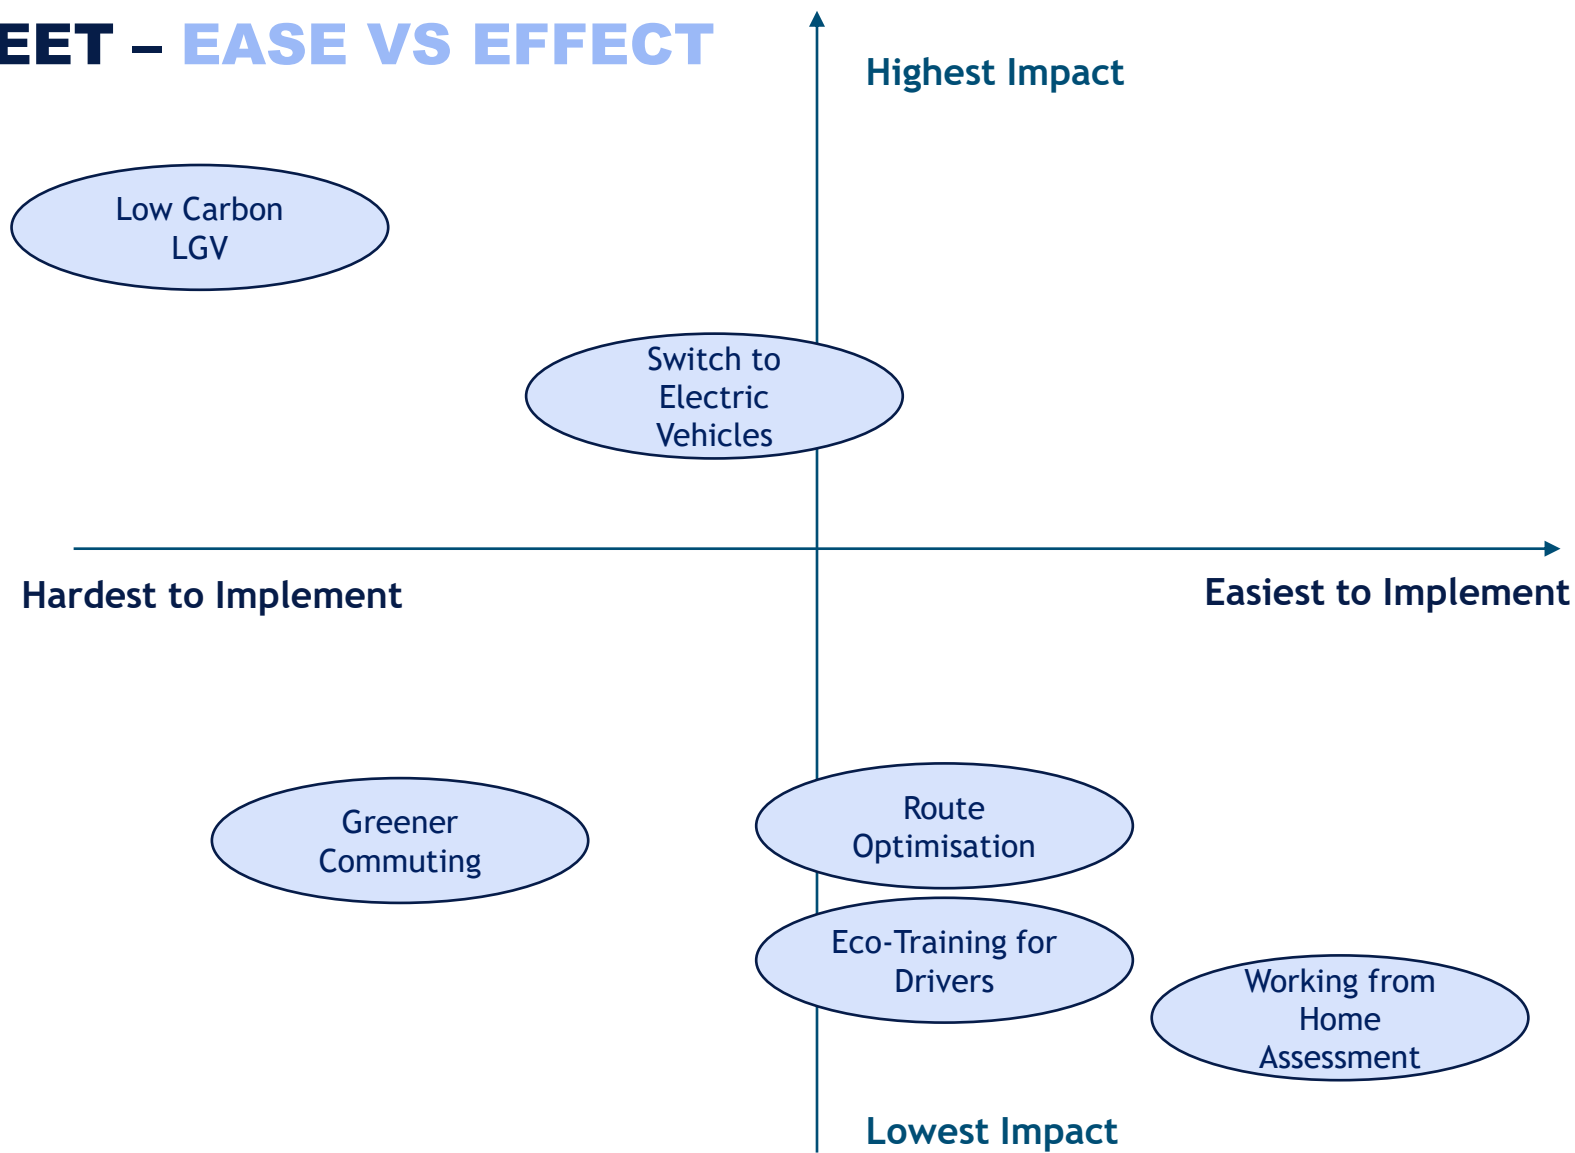 EET – EASE VS EFFECT
Highest Impact
Low Carbon
LGV
Switch to
Electric
Vehicles
Hardest to Implement
Easiest to Implement
Greener
Commuting
Route
Optimisation
Eco-Training for
Drivers
Working from
Home
Assessment
Lowest Impact